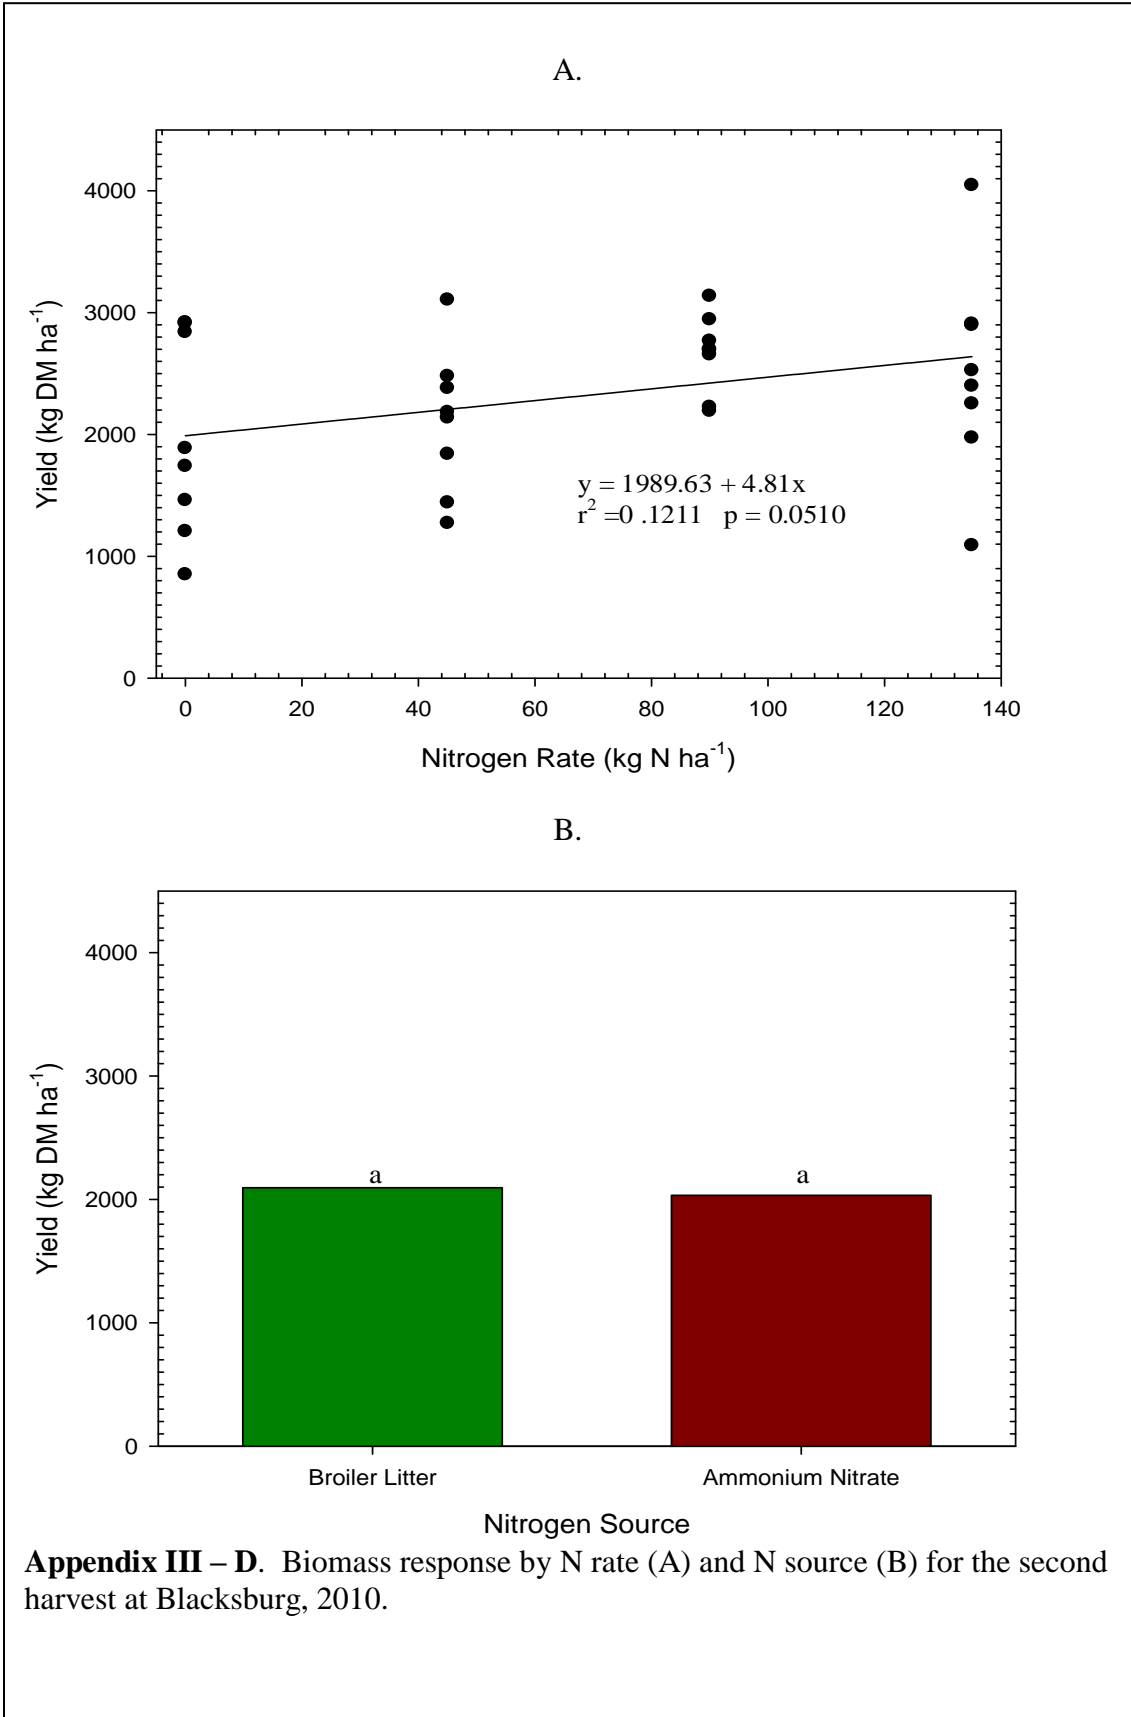 A.
4000
3000
2000
1000
0
Yield (kg DM ha⁻¹)
y = 1989.63 + 4.81x
r² =0 .1211 p = 0.0510
0 20 40 60 80 100 120 140
Nitrogen Rate (kg N ha⁻¹)
B.
4000
3000
2000
1000
0
Yield (kg DM ha⁻¹)
a a
Broiler Litter Ammonium Nitrate
Nitrogen Source
Appendix III – D. Biomass response by N rate (A) and N source (B) for the second
harvest at Blacksburg, 2010.